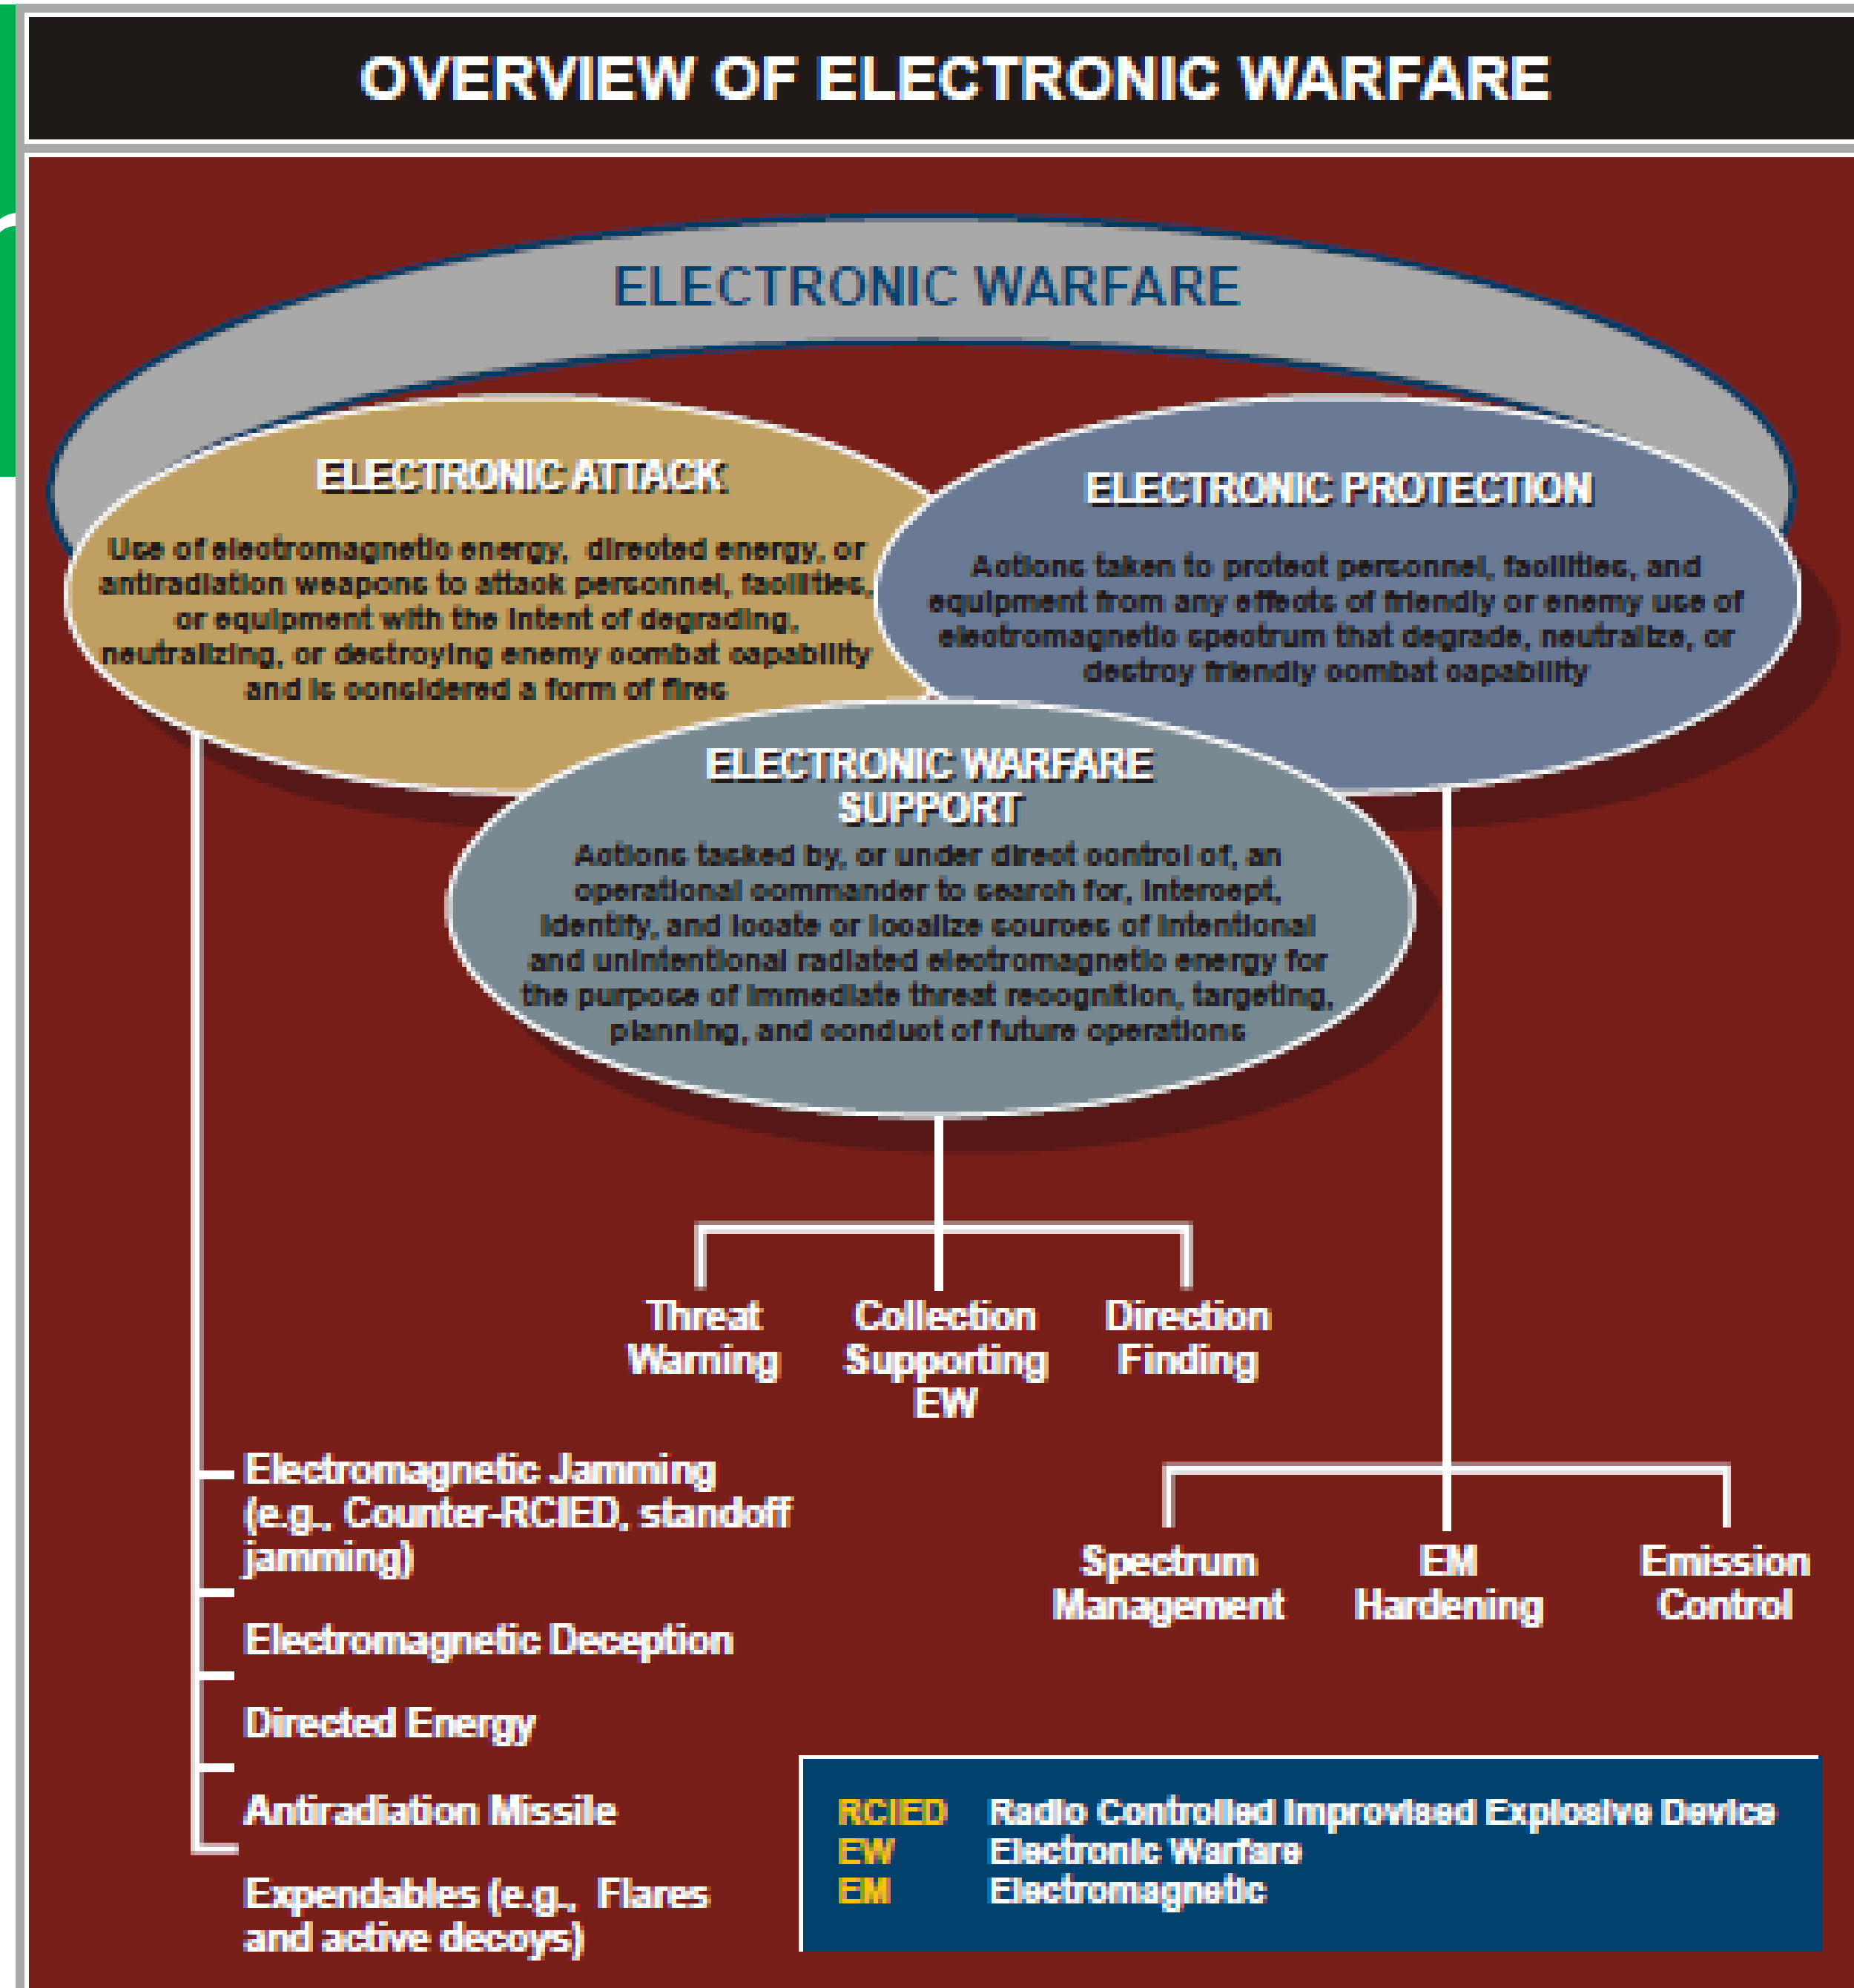 OVERVIEW OF ELECTRONIC WARFARE
ELECTRONIC WARFARE
ELECTRONIC ATTACK
Use of electromagnetic energy, directed energy, or
antiradiation weapons to attack personnel, facilities,
or equipment with the intent of degrading,
neutralizing, or destroying enemy combat capability
and is considered a form of fires
ELECTRONIC PROTECTION
Actions taken to protect personnel, facilities, and
equipment from any effects of friendly or enemy use of
electromagnetic spectrum that degrade, neutralize, or
destroy friendly combat capability
ELECTRONIC WARFARE
SUPPORT
Actions tasked by, or under direct control of, an
operational commander to search for, intercept,
identify, and locate or localize sources of intentional
and unintentional radiated electromagnetic energy for
the purpose of immediate threat recognition, targeting,
planning, and conduct of future operations
Threat
Warning
Collection
Supporting
EW
Direction
Finding
Electromagnetic Jamming
(e.g., Counter-RCIED, standoff
jamming)
Electromagnetic Deception
Directed Energy
Antiradiation Missile
Expendables (e.g., Flares
and active decoys)
Spectrum
Management
EM
Hardening
Emission
Control
RCIED Radio Controlled Improvised Explosive Device
EW Electronic Warfare
EM Electromagnetic